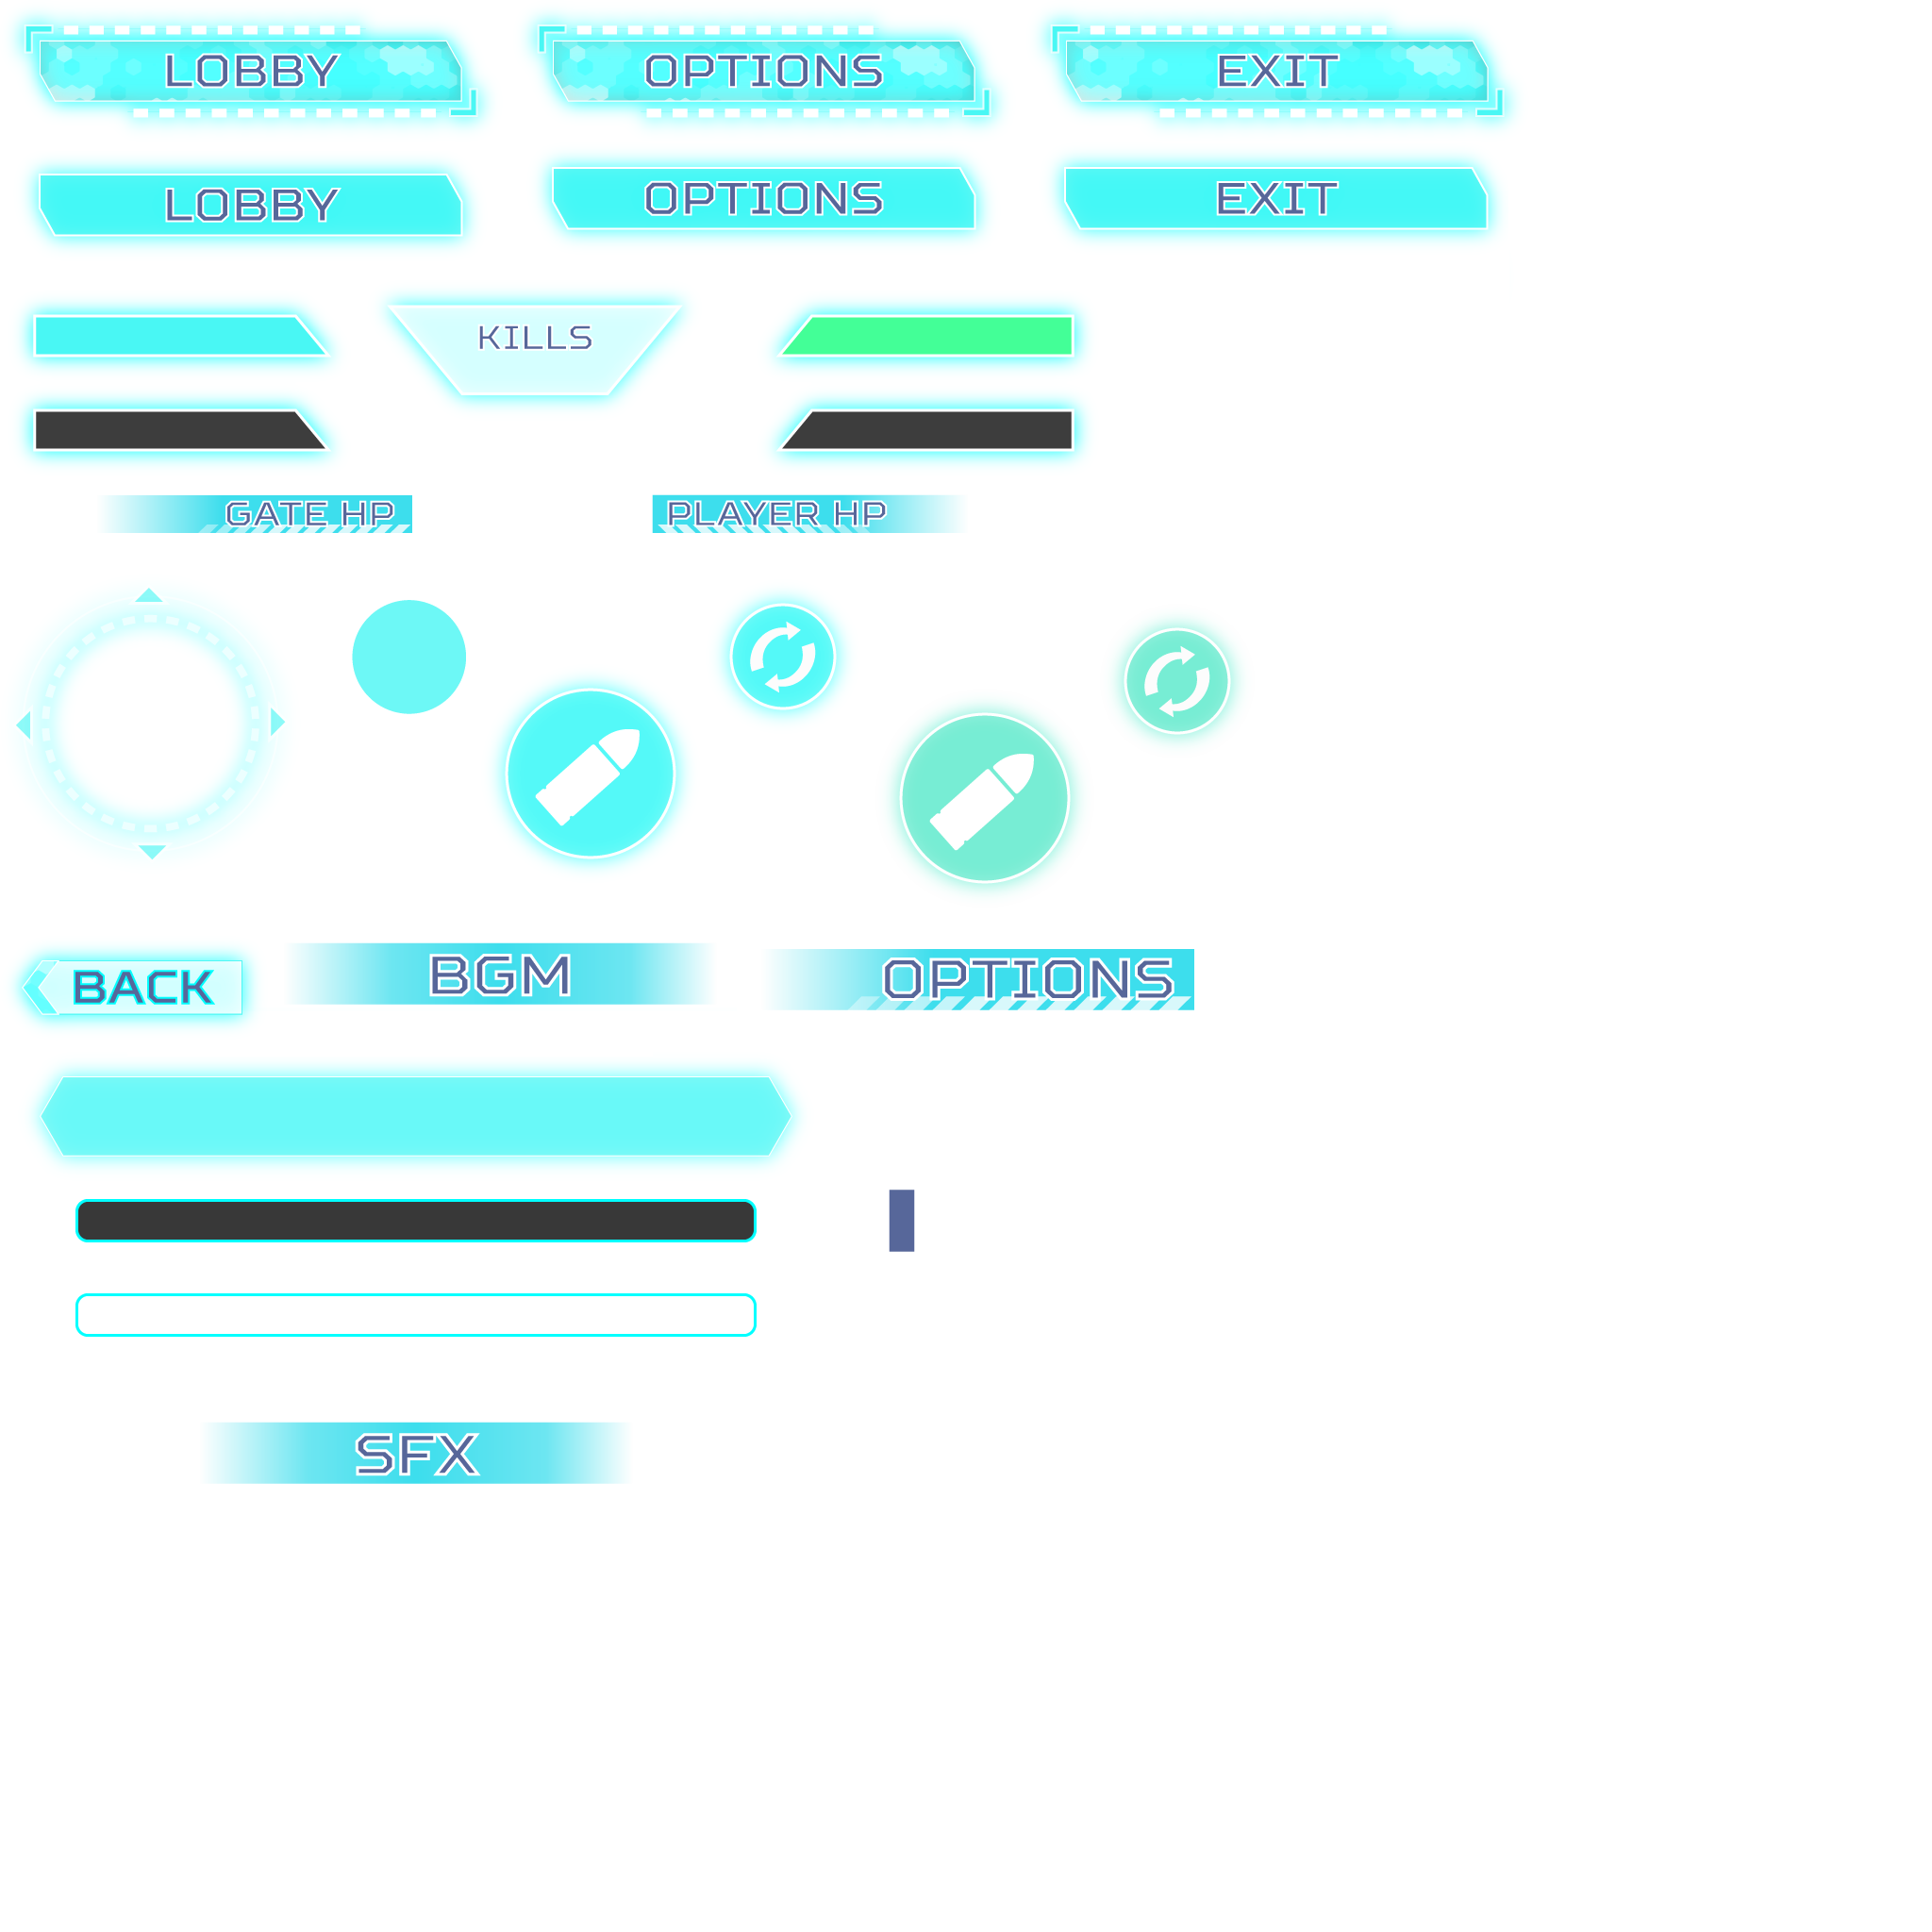 LOBBY
OPTIONS
EXIT
LOBBY
OPTIONS
EXIT
KILLS
GATE HP
PLAYER HP
BACK
BGM
OPTIONS
SFX